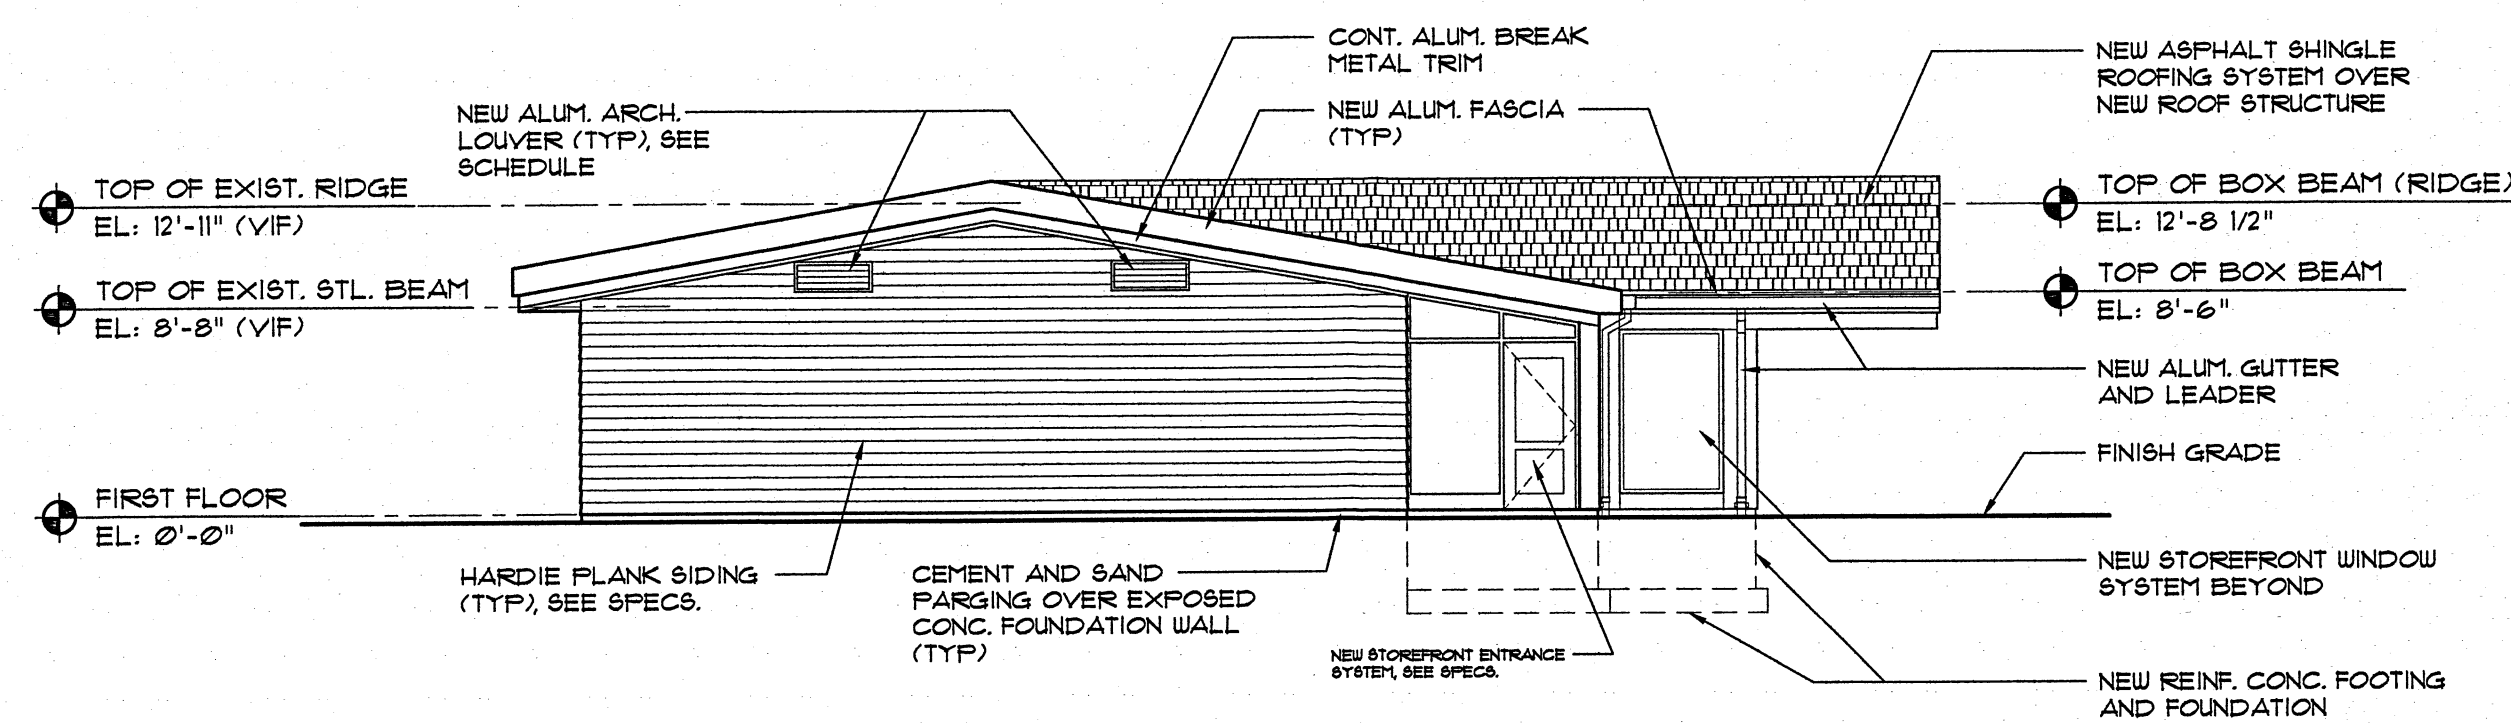 CONT. ALUM. BREAK
METAL TRIM
NEW ASPHALT SHINGLE
ROOFING SYSTEM OVER
NEW ROOF STRUCTURE
NEW ALUM. ARCH.
LOUVER (TYP), SEE
SCHEDULE
NEW ALUM. FASCIA
(TYP)
TOP OF EXIST. RIDGE
EL: 12'-11" (VIF)
TOP OF BOX BEAM (RIDGE)
EL: 12'-8 1/2"
TOP OF EXIST. STL. BEAM
EL: 8'-8" (VIF)
TOP OF BOX BEAM
EL: 8'-6"
NEW ALUM. GUTTER
AND LEADER
FINISH GRADE
FIRST FLOOR
EL: 0'-0"
HARDIE PLANK SIDING
(TYP), SEE SPECS.
CEMENT AND SAND
PARGING OVER EXPOSED
CONC. FOUNDATION WALL
(TYP)
NEW STOREFRONT ENTRANCE
SYSTEM, SEE SPECS.
NEW STOREFRONT WINDOW
SYSTEM BEYOND
NEW REINF. CONC. FOOTING
AND FOUNDATION